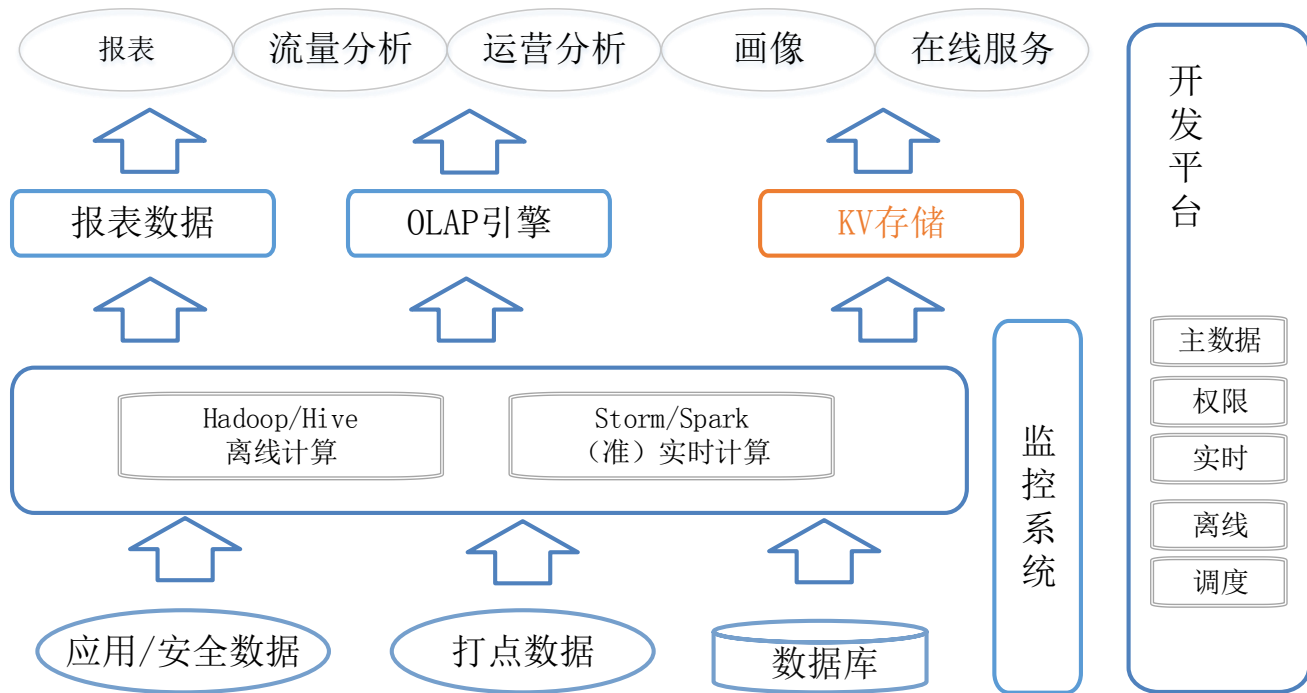 报表
流量分析
运营分析
画像
在线服务
报表数据
OLAP引擎
KV存储
Hadoop/Hive
离线计算
Storm/Spark
（准）实时计算
应用/安全数据
打点数据
数据库
监控系统
开发平台
主数据
权限
实时
离线
调度